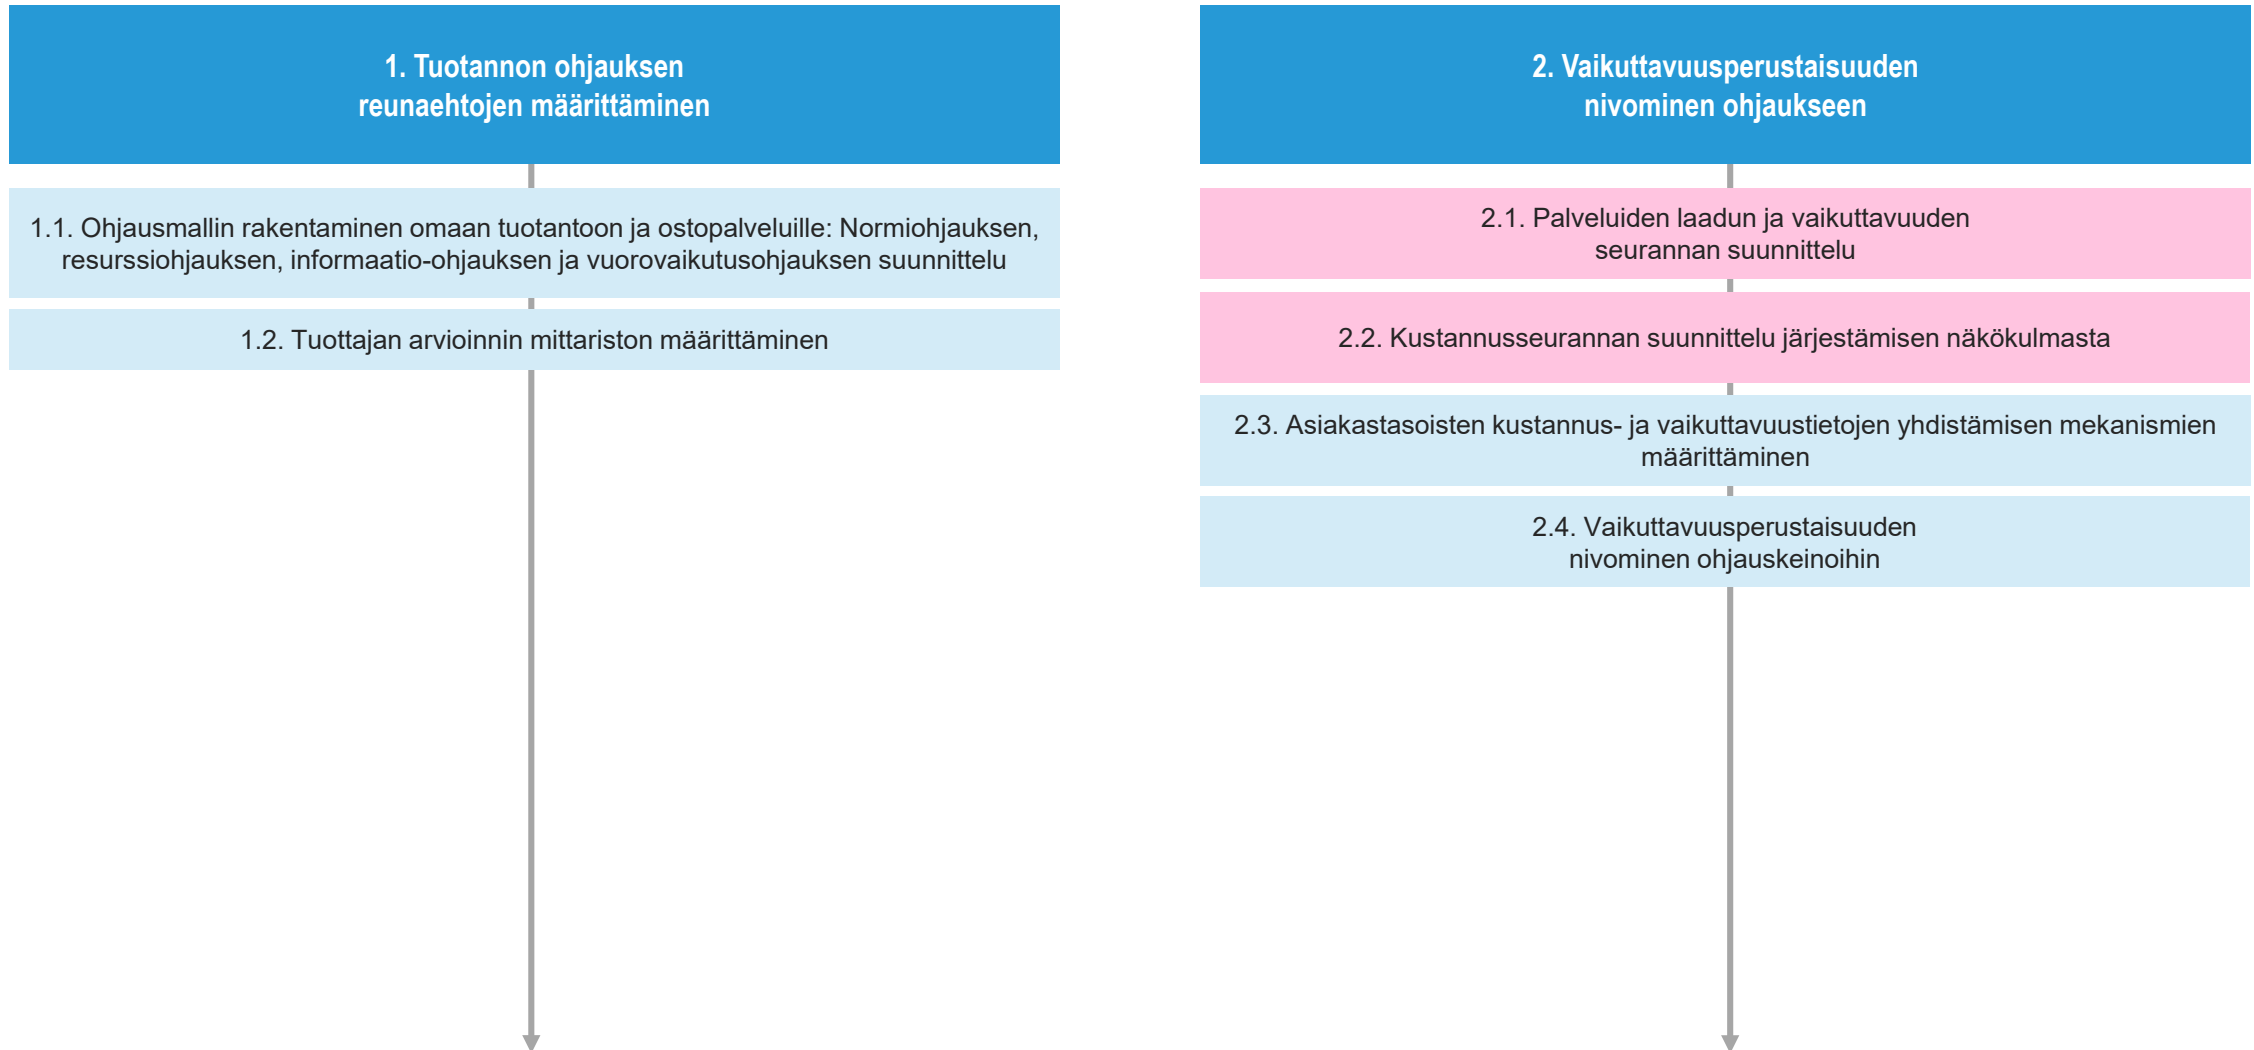 1. Tuotannon ohjauksen
reunaehtojen määrittäminen
1.1. Ohjausmallin rakentaminen omaan tuotantoon ja ostopalveluille: Normiohjauksen,
resurssiohjauksen, informaatio-ohjauksen ja vuorovaikutusohjauksen suunnittelu
1.2. Tuottajan arvioinnin mittariston määrittäminen
2. Vaikuttavuusperustaisuuden
nivominen ohjaukseen
2.1. Palveluiden laadun ja vaikuttavuuden
seurannan suunnittelu
2.2. Kustannusseurannan suunnittelu järjestämisen näkökulmasta
2.3. Asiakastasoisten kustannus- ja vaikuttavuustietojen yhdistämisen mekanismien
määrittäminen
2.4. Vaikuttavuusperustaisuuden
nivominen ohjauskeinoihin